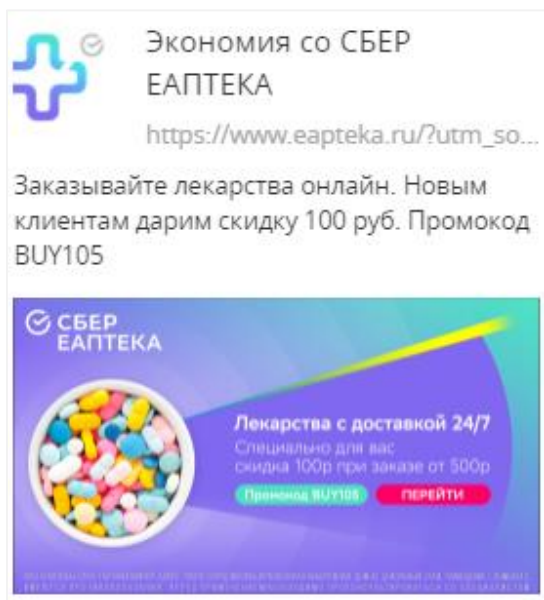 Экономия со СБЕР
ЕАПТЕКА
https://www.eapteka.ru/?utm_so...
Заказывайте лекарства онлайн. Новым
клиентам дарим скидку 100 руб. Промокод
BUY105
СБЕР
ЕАПТЕКА
Лекарства с доставкой 24/7
Специально для вас
скидка 100р при заказе от 500р
Промокод BUY105 ПЕРЕЙТИ